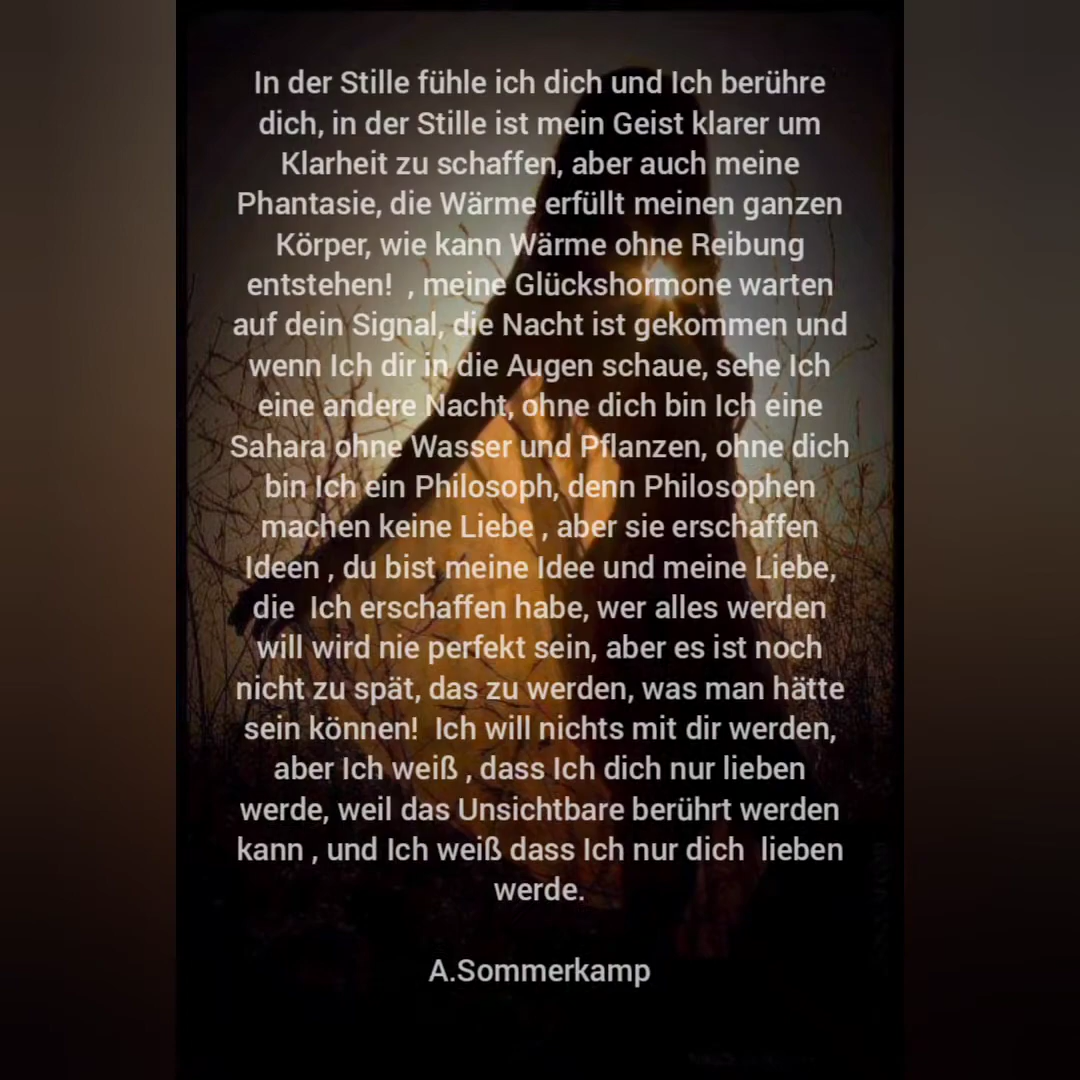 In der Stille fühle ich dich und Ich berühre
dich, in der Stille ist mein Geist klarer um
Klarheit zu schaffen, aber auch meine
Phantasie, die Wärme erfüllt meinen ganzen
Körper, wie kann Wärme ohne Reibung
entstehen!  , meine Glückshormone warten
auf dein Signal, die Nacht ist gekommen und
wenn Ich dir in die Augen schaue, sehe Ich
eine andere Nacht, ohne dich bin Ich eine
Sahara ohne Wasser und Pflanzen, ohne dich
bin Ich ein Philosoph, denn Philosophen
machen keine Liebe , aber sie erschaffen
Ideen , du bist meine Idee und meine Liebe,
die  Ich erschaffen habe, wer alles werden
will wird nie perfekt sein, aber es ist noch
nicht zu spät, das zu werden, was man hätte
sein können!  Ich will nichts mit dir werden,
aber Ich weiß , dass Ich dich nur lieben
werde, weil das Unsichtbare berührt werden
kann , und Ich weiß dass Ich nur dich  lieben
werde.
A.Sommerkamp